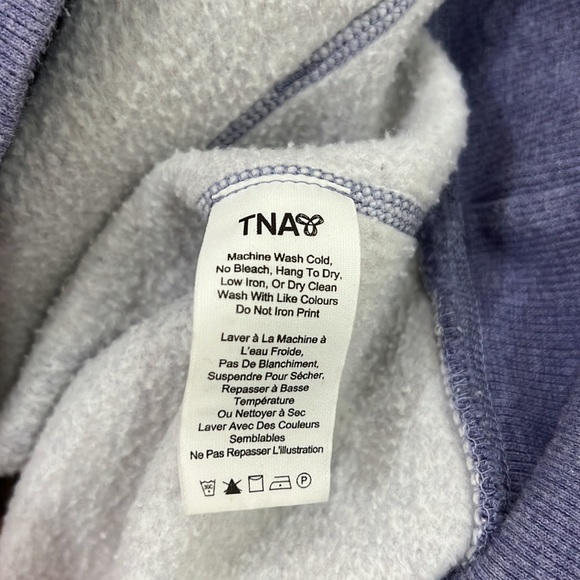 TNA
Machine Wash Cold,
No Bleach, Hang To Dry,
Low Iron, Or Dry Clean
Wash With Like Colours
Do Not Iron Print
Laver à La Machine à
L'eau Froide,
Pas De Blanchiment,
Suspendre Pour Sécher,
Repasser à Basse
Température
Ou Nettoyer à Sec
Laver Avec Des Couleurs
Semblables
Ne Pas Repasser L'illustration
30C P